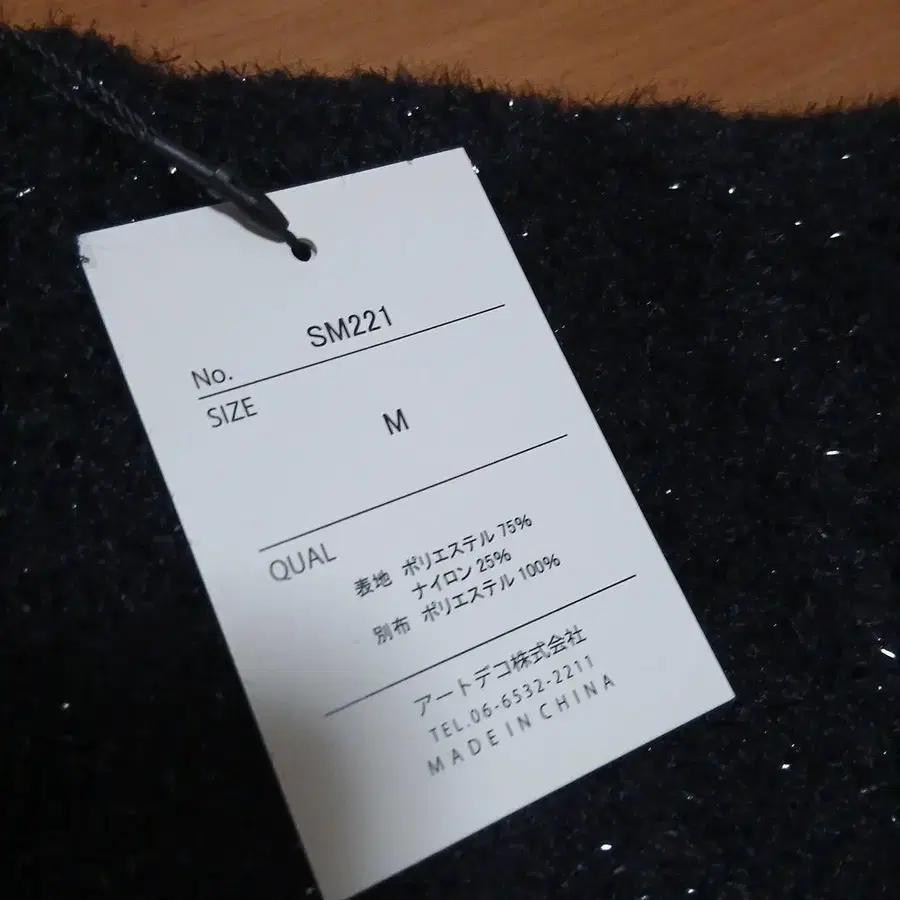 No. SM221
SIZE
M
QUAL
表地 ポリエステル 75%
ナイロン 25%
別布 ポリエステル 100%
アートデコ株式会社
TEL.06-6532-2211
MADE IN CHINA